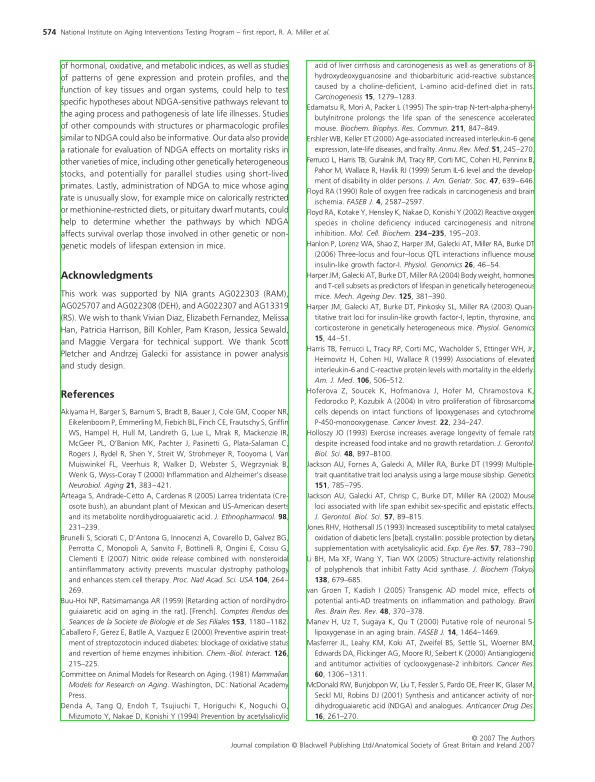 574 National Institute on Aging Interventions Testing Program – first report, R. A. Miller et al.
of hormonal, oxidative, and metabolic indices, as well as studies
of patterns of gene expression and protein profiles, and the
function of key tissues and organ systems, could help to test
specific hypotheses about NDGA-sensitive pathways relevant to
the aging process and pathogenesis of late life illnesses. Studies
of other compounds with structures or pharmacologic profiles
similar to NDGA could also be informative. Our data also provide
a rationale for evaluation of NDGA effects on mortality risks in
other varieties of mice, including other genetically heterogeneous
stocks, and potentially for parallel studies using short-lived
primates. Lastly, administration of NDGA to mice whose aging
rate is unusually slow, for example mice on calorically restricted
or methionine-restricted diets, or pituitary dwarf mutants, could
help to determine whether the pathways by which NDGA
affects survival overlap those involved in other genetic or non-
genetic models of lifespan extension in mice.
Acknowledgments
This work was supported by NIA grants AG022303 (RAM),
AG025707 and AG022308 (DEH), and AG022307 and AG13319
(RS). We wish to thank Vivian Diaz, Elizabeth Fernandez, Melissa
Han, Patricia Harrison, Bill Kohler, Pam Krason, Jessica Sewald,
and Maggie Vergara for technical support. We thank Scott
Pletcher and Andrzej Galecki for assistance in power analysis
and study design.
References
Akiyama H, Barger S, Barnum S, Bradt B, Bauer J, Cole GM, Cooper NR,
Eikelenboom P, Emmerling M, Fiebich BL, Finch CE, Frautschy S, Griffin
WS, Hampel H, Hull M, Landreth G, Lue L, Mrak R, Mackenzie IR,
McGeer PL, O'Banion MK, Pachter J, Pasinetti G, Plata-Salaman C,
Rogers J, Rydel R, Shen Y, Streit W, Strohmeyer R, Tooyoma I, Van
Muiswinkel FL, Veerhuis R, Walker D, Webster S, Wegrzyniak B,
Wenk G, Wyss-Coray T (2000) Inflammation and Alzheimer's disease.
Neurobiol. Aging 21, 383–421.
Arteaga S, Andrade-Cetto A, Cardenas R (2005) Larrea tridentata (Cre-
osote bush), an abundant plant of Mexican and US-American deserts
and its metabolite nordihydroguaiaretic acid. J. Ethnopharmacol. 98,
231–239.
Brunelli S, Sciorati C, D'Antona G, Innocenzi A, Covarello D, Galvez BG,
Perrotta C, Monopoli A, Sanvito F, Bottinelli R, Ongini E, Cossu G,
Clementi E (2007) Nitric oxide release combined with nonsteroidal
antiinflammatory activity prevents muscular dystrophy pathology
and enhances stem cell therapy. Proc. Natl Acad. Sci. USA 104, 264–
269.
Buu-Hoi NP, Ratsimamanga AR (1959) [Retarding action of nordihydro-
guiaiaretic acid on aging in the rat]. [French]. Comptes Rendus des
Seances de la Societe de Biologie et de Ses Filiales 153, 1180–1182.
Caballero F, Gerez E, Batlle A, Vazquez E (2000) Preventive aspirin treat-
ment of streptozotocin induced diabetes: blockage of oxidative status
and revertion of heme enzymes inhibition. Chem.-Biol. Interact. 126,
215–225.
Committee on Animal Models for Research on Aging. (1981) Mammalian
Models for Research on Aging. Washington, DC: National Academy
Press.
Denda A, Tang Q, Endoh T, Tsujiuchi T, Horiguchi K, Noguchi O,
Mizumoto Y, Nakae D, Konishi Y (1994) Prevention by acetylsalicylic
acid of liver cirrhosis and carcinogenesis as well as generations of 8-
hydroxydeoxyguanosine and thiobarbituric acid-reactive substances
caused by a choline-deficient, L-amino acid-defined diet in rats.
Carcinogenesis 15, 1279–1283.
Edamatsu R, Mori A, Packer L (1995) The spin-trap N-tert-alpha-phenyl-
butylnitrone prolongs the life span of the senescence accelerated
mouse. Biochem. Biophys. Res. Commun. 211, 847–849.
Ershler WB, Keller ET (2000) Age-associated increased interleukin-6 gene
expression, late-life diseases, and frailty. Annu. Rev. Med. 51, 245–270.
Ferrucci L, Harris TB, Guralnik JM, Tracy RP, Corti MC, Cohen HJ, Penninx B,
Pahor M, Wallace R, Havlik RJ (1999) Serum IL-6 level and the develop-
ment of disability in older persons. J. Am. Geriatr. Soc. 47, 639–646.
Floyd RA (1990) Role of oxygen free radicals in carcinogenesis and brain
ischemia. FASEB J. 4, 2587–2597.
Floyd RA, Kotake Y, Hensley K, Nakae D, Konishi Y (2002) Reactive oxygen
species in choline deficiency induced carcinogenesis and nitrone
inhibition. Mol. Cell. Biochem. 234–235, 195–203.
Hanlon P, Lorenz WA, Shao Z, Harper JM, Galecki AT, Miller RA, Burke DT
(2006) Three-locus and four-locus QTL interactions influence mouse
insulin-like growth factor-I. Physiol. Genomics 26, 46–54.
Harper JM, Galecki AT, Burke DT, Miller RA (2004) Body weight, hormones
and T-cell subsets as predictors of lifespan in genetically heterogeneous
mice. Mech. Ageing Dev. 125, 381–390.
Harper JM, Galecki AT, Burke DT, Pinkosky SL, Miller RA (2003) Quan-
titative trait loci for insulin-like growth factor-I, leptin, thyroxine, and
corticosterone in genetically heterogeneous mice. Physiol. Genomics
15, 44–51.
Harris TB, Ferrucci L, Tracy RP, Corti MC, Wacholder S, Ettinger WH, Jr,
Heimovitz H, Cohen HJ, Wallace R (1999) Associations of elevated
interleukin-6 and C-reactive protein levels with mortality in the elderly.
Am. J. Med. 106, 506–512.
Hoferova Z, Soucek K, Hofmanova J, Hofer M, Chramostova K,
Fedorocko P, Kozubik A (2004) In vitro proliferation of fibrosarcoma
cells depends on intact functions of lipoxygenases and cytochrome
P-450-monooxygenase. Cancer Invest. 22, 234–247.
Holloszy JO (1993) Exercise increases average longevity of female rats
despite increased food intake and no growth retardation. J. Gerontol.
Biol. Sci. 48, B97–B100.
Jackson AU, Fornes A, Galecki A, Miller RA, Burke DT (1999) Multiple-
trait quantitative trait loci analysis using a large mouse sibship. Genetics
151, 785–795.
Jackson AU, Galecki AT, Chrisp C, Burke DT, Miller RA (2002) Mouse
loci associated with life span exhibit sex-specific and epistatic effects.
J. Gerontol. Biol. Sci. 57, B9–B15.
Jones RHV, Hothersall JS (1993) Increased susceptibility to metal catalysed
oxidation of diabetic lens [beta]L crystallin: possible protection by dietary
supplementation with acetylsalicylic acid. Exp. Eye Res. 57, 783–790.
Li BH, Ma XF, Wang Y, Tian WX (2005) Structure-activity relationship
of polyphenols that inhibit Fatty Acid synthase. J. Biochem (Tokyo)
138, 679–685.
van Groen T, Kadish I (2005) Transgenic AD model mice, effects of
potential anti-AD treatments on inflammation and pathology. Brain
Res. Brain Res. Rev. 48, 370–378.
Manev H, Uz T, Sugaya K, Qu T (2000) Putative role of neuronal 5-
lipoxygenase in an aging brain. FASEB J. 14, 1464–1469.
Masferrer JL, Leahy KM, Koki AT, Zweifel BS, Settle SL, Woerner BM,
Edwards DA, Flickinger AG, Moore RJ, Seibert K (2000) Antiangiogenic
and antitumor activities of cyclooxygenase-2 inhibitors. Cancer Res.
60, 1306–1311.
McDonald RW, Bunjobpon W, Liu T, Fessler S, Pardo OE, Freer IK, Glaser M,
Seckl MJ, Robins DJ (2001) Synthesis and anticancer activity of nor-
dihydroguaiaretic acid (NDGA) and analogues. Anticancer Drug Des.
16, 261–270.
© 2007 The Authors
Journal compilation © Blackwell Publishing Ltd/Anatomical Society of Great Britain and Ireland 2007